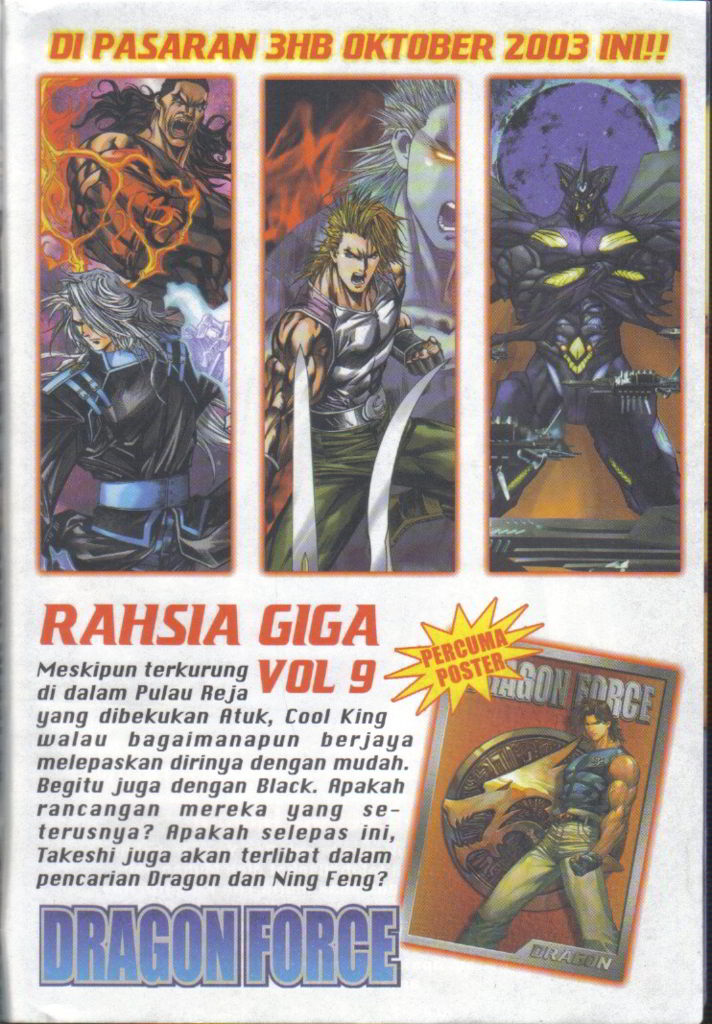 DI PASARAN 3HB OKTOBER 2003 INI!!
RAHSIA GIGA
VOL 9
Meskipun terkurung
di dalam Pulau Reja
yang dibekukan Atuk, Cool King
walau bagaimanapun berjaya
melepaskan dirinya dengan mudah.
Begitu juga dengan Black. Apakah
rancangan mereka yang se-
terusnya? Apakah selepas ini,
Takeshi juga akan terlibat dalam
pencarian Dragon dan Ning Feng?
DRAGON FORCE
PERCUMA
POSTER
RAGON FORCE
DRAGON